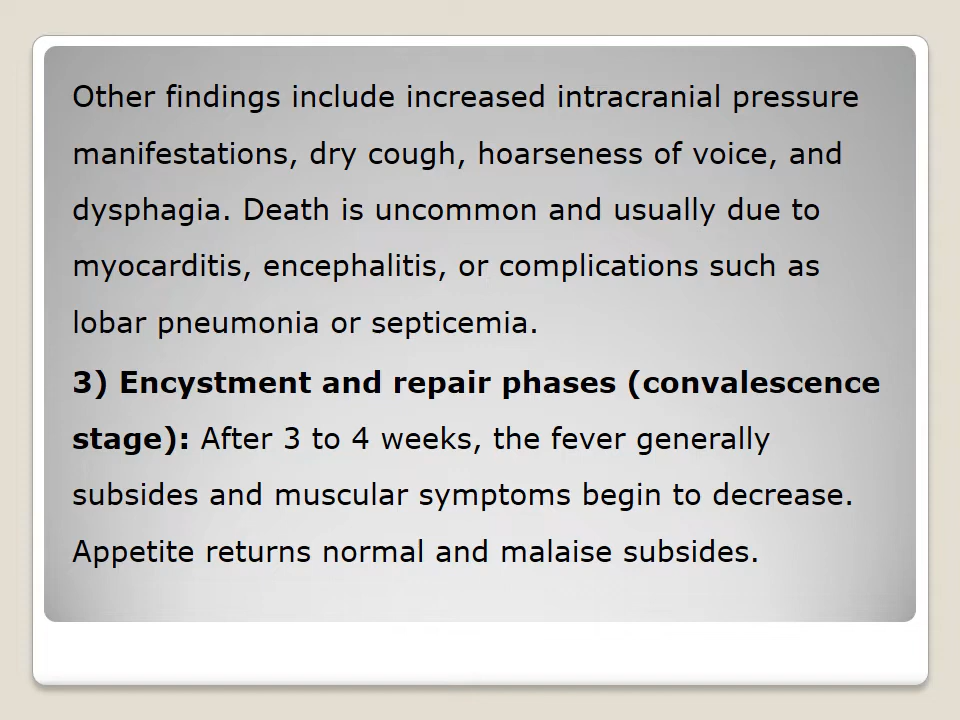 Other findings include increased intracranial pressure
manifestations, dry cough, hoarseness of voice, and
dysphagia. Death is uncommon and usually due to
myocarditis, encephalitis, or complications such as
lobar pneumonia or septicemia.
3) Encystment and repair phases (convalescence
stage): After 3 to 4 weeks, the fever generally
subsides and muscular symptoms begin to decrease.
Appetite returns normal and malaise subsides.